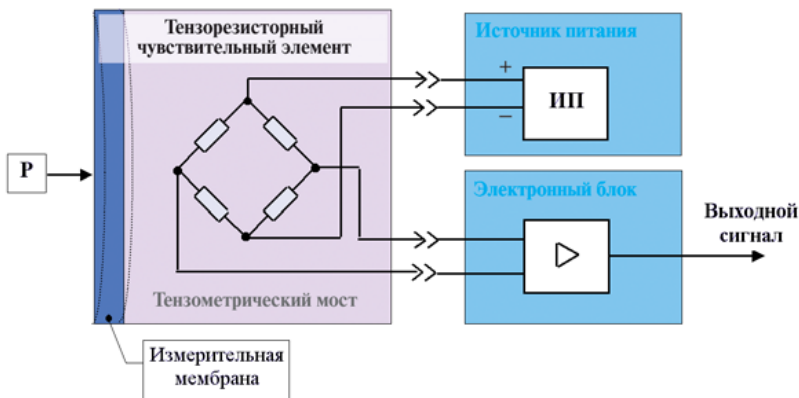 Тензорезисторный
чувствительный элемент
Источник питания
+
ИП
−
P
Электронный блок
Выходной
сигнал
Тензометрический мост
Измерительная
мембрана